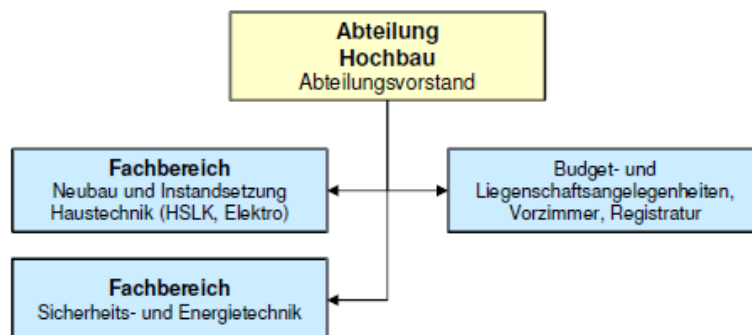 Abteilung
Hochbau
Abteilungsvorstand
Fachbereich
Neubau und Instandsetzung
Haustechnik (HSLK, Elektro)
Budget- und
Liegenschaftsangelegenheiten,
Vorzimmer, Registratur
Fachbereich
Sicherheits- und Energietechnik